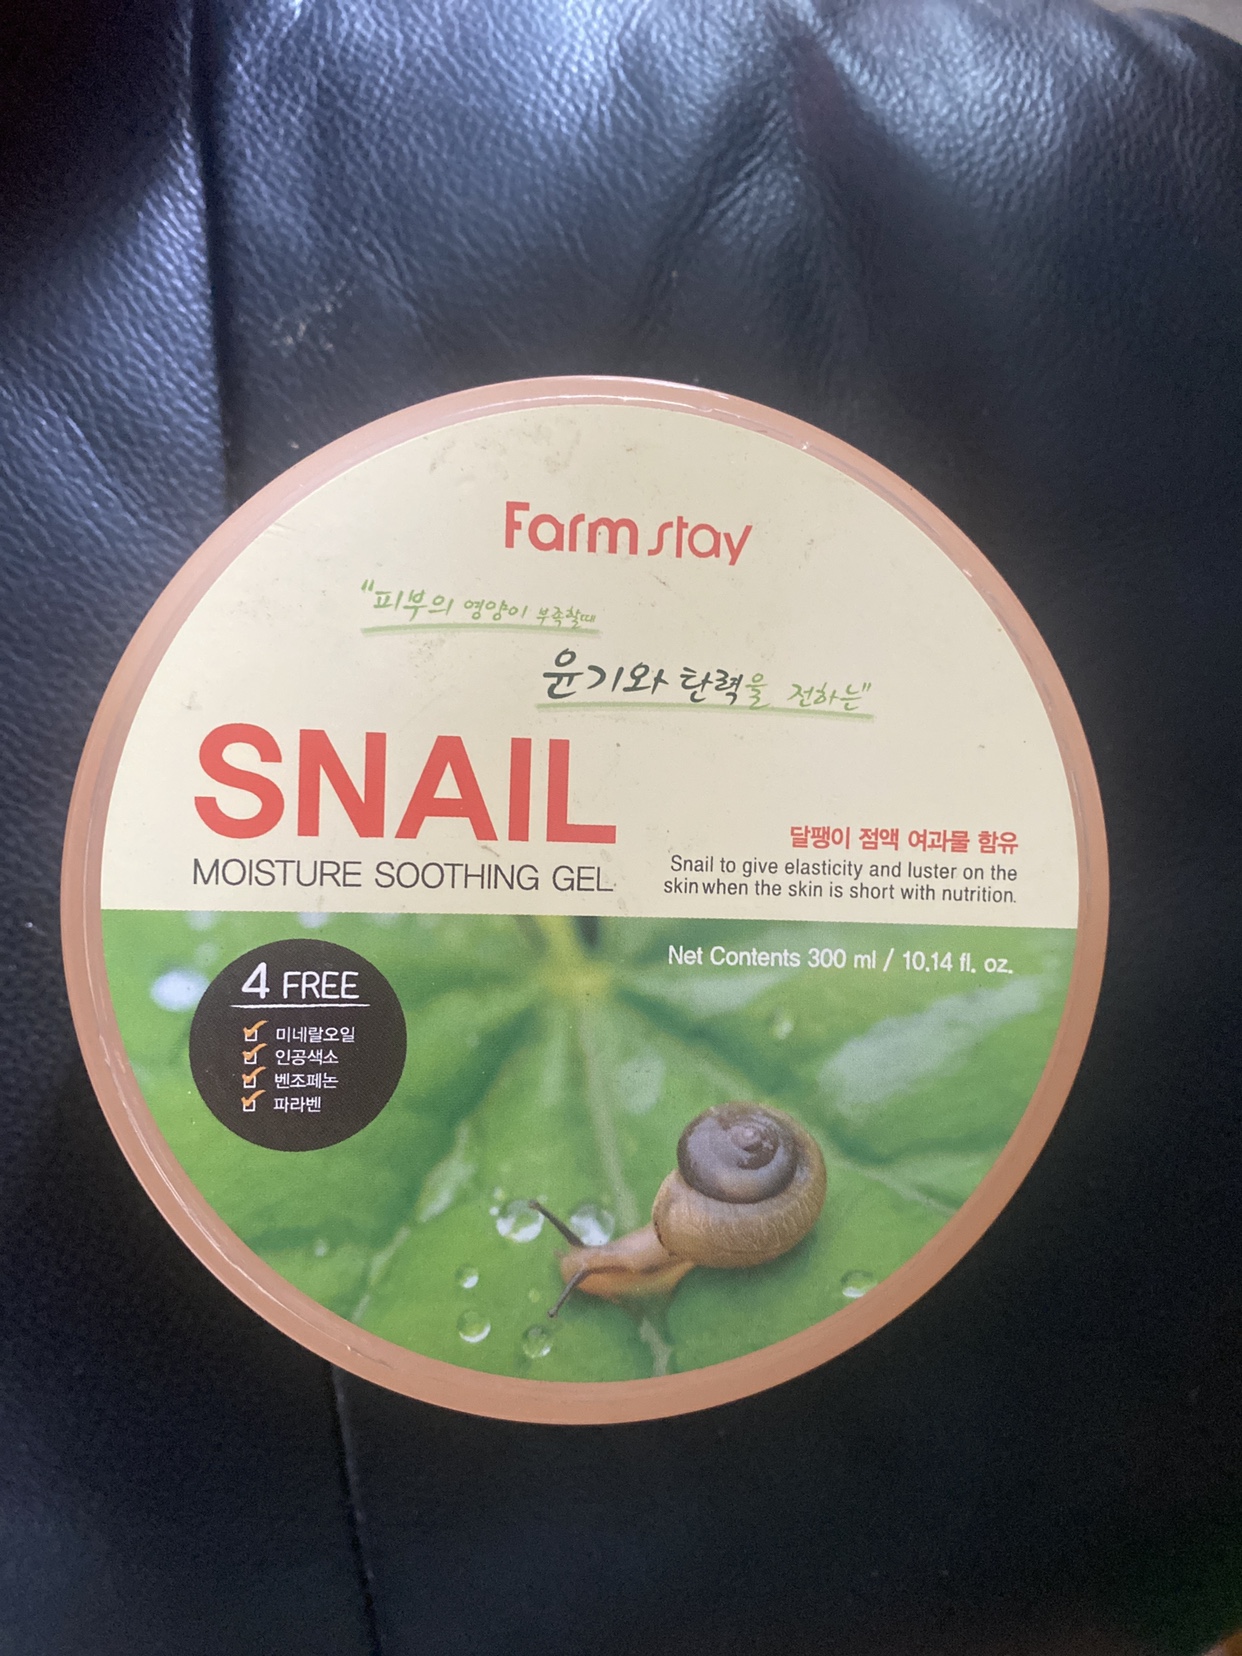 Farm stay
"피부의 영양이 부족할때
윤기와 탄력을 전하는"
SNAIL
MOISTURE SOOTHING GEL
달팽이 점액 여과물 함유
Snail to give elasticity and luster on the
skin when the skin is short with nutrition.
Net Contents 300 ml / 10.14 fl. oz.
4 FREE
미네랄오일
인공색소
벤조페논
파라벤